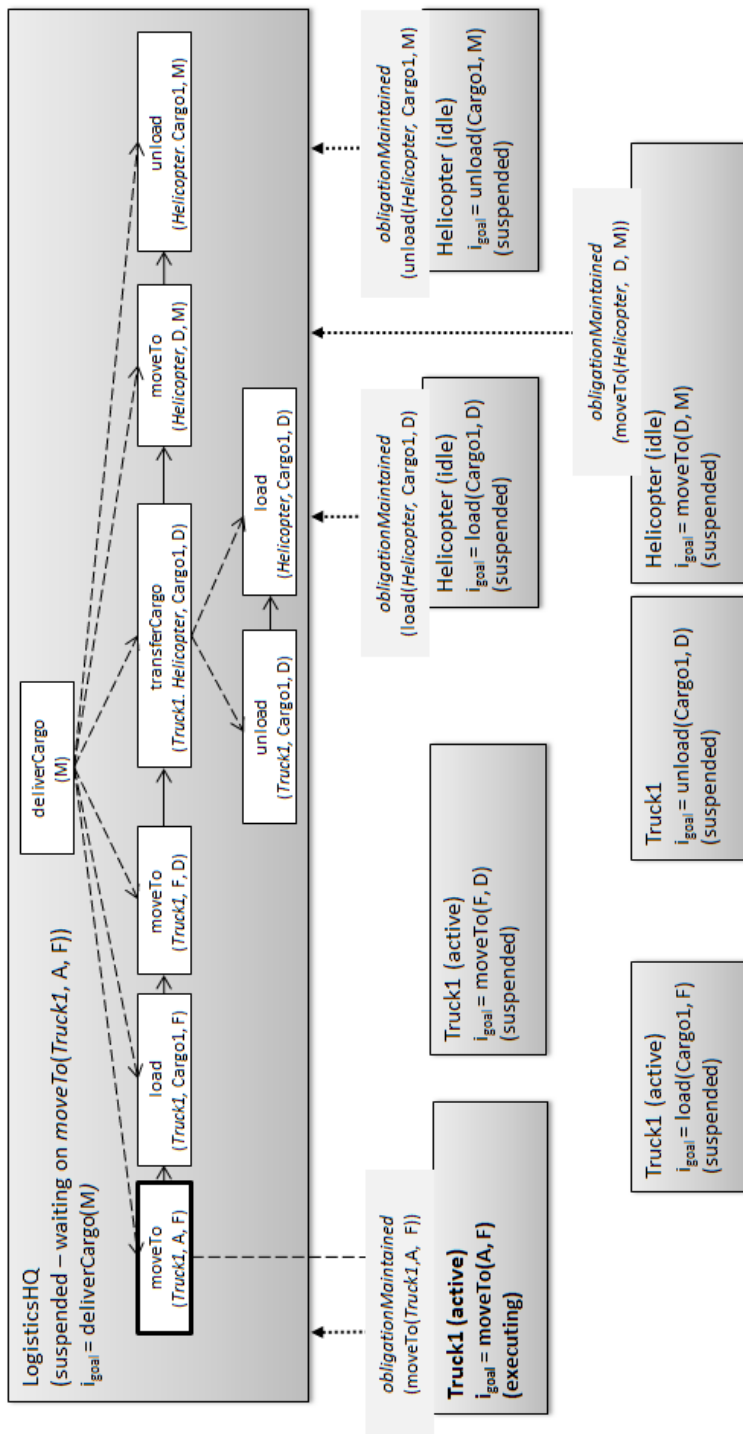 LogisticsHQ
(suspended – waiting on moveTo(Truck1, A, F))
igoal = deliverCargo(M)
deliverCargo
(M)
moveTo
(Truck1, A, F)
load
(Truck1, Cargo1, F)
moveTo
(Truck1, F, D)
transferCargo
(Truck1. Helicopter, Cargo1, D)
moveTo
(Helicopter, D, M)
unload
(Helicopter. Cargo1, M)
unload
(Truck1, Cargo1, D)
load
(Helicopter, Cargo1, D)
obligationMaintained
(moveTo(Truck1,A, F))
Truck1 (active)
igoal = moveTo(A, F)
(executing)
Truck1 (active)
igoal = moveTo(F, D)
(suspended)
obligationMaintained
(load(Helicopter, Cargo1, D)
Helicopter (idle)
igoal = load(Cargo1, D)
(suspended)
obligationMaintained
(unload(Helicopter, Cargo1, M)
Helicopter (idle)
igoal = unload(Cargo1, M)
(suspended)
Truck1 (active)
igoal = load(Cargo1, F)
(suspended)
Truck1
igoal = unload(Cargo1, D)
(suspended)
obligationMaintained
(moveTo(Helicopter, D, M))
Helicopter (idle)
igoal = moveTo(D, M)
(suspended)